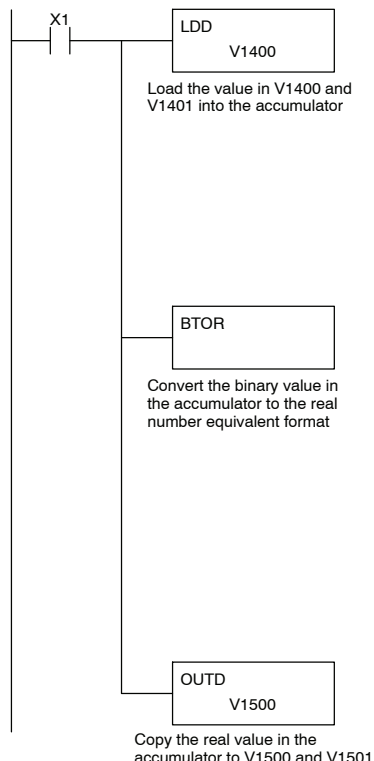 X1
LDD
V1400
Load the value in V1400 and
V1401 into the accumulator
BTOR
Convert the binary value in
the accumulator to the real
number equivalent format
OUTD
V1500
Copy the real value in the
accumulator to V1500 and V1501